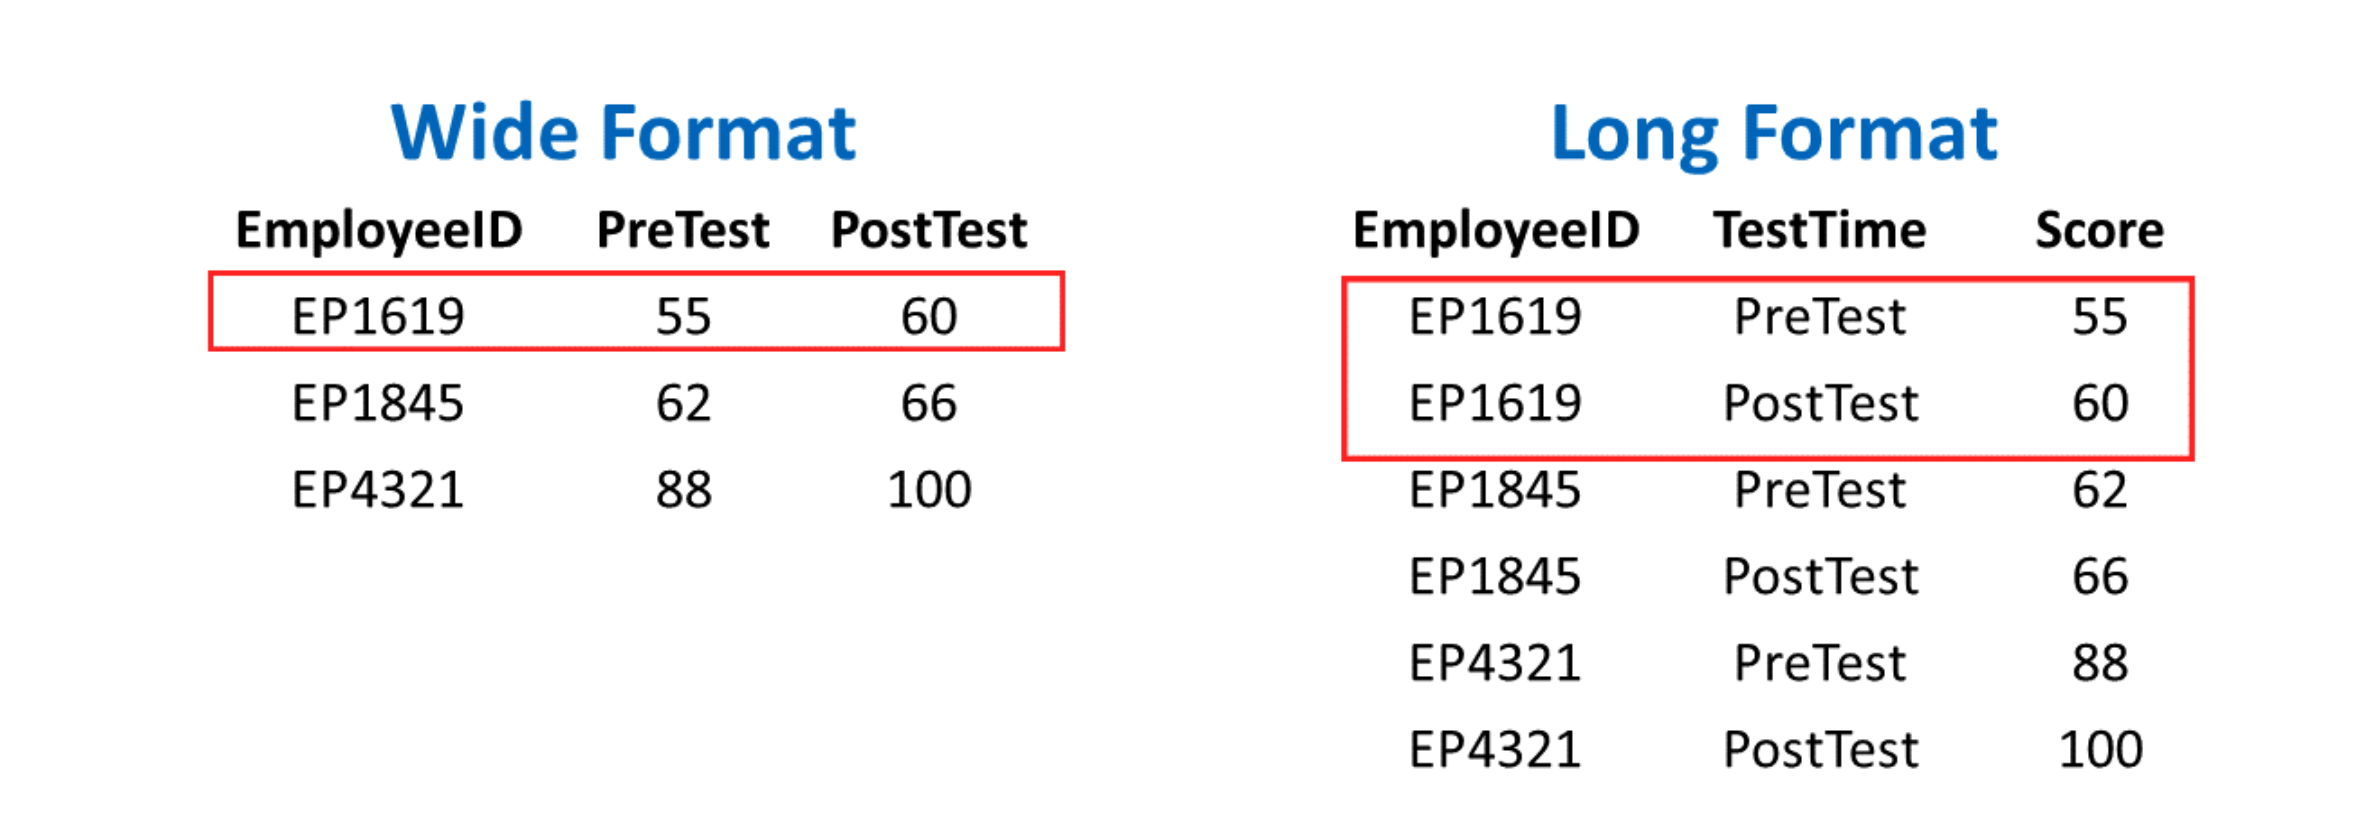 Wide Format
EmployeeID PreTest PostTest
EP1619 55 60
EP1845 62 66
EP4321 88 100
Long Format
EmployeeID TestTime Score
EP1619 PreTest 55
EP1619 PostTest 60
EP1845 PreTest 62
EP1845 PostTest 66
EP4321 PreTest 88
EP4321 PostTest 100